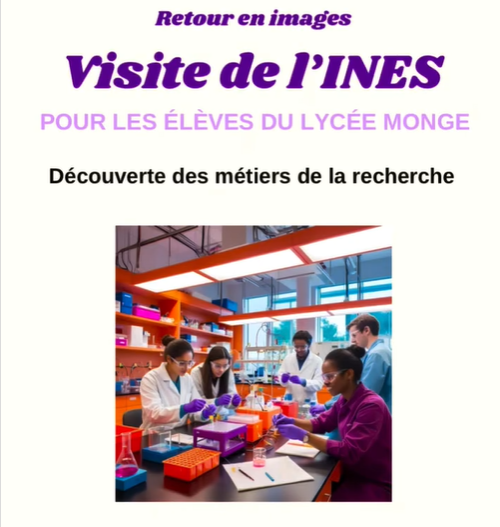 Retour en images
Visite de l'INES
POUR LES ÉLÈVES DU LYCÉE MONGE
Découverte des métiers de la recherche